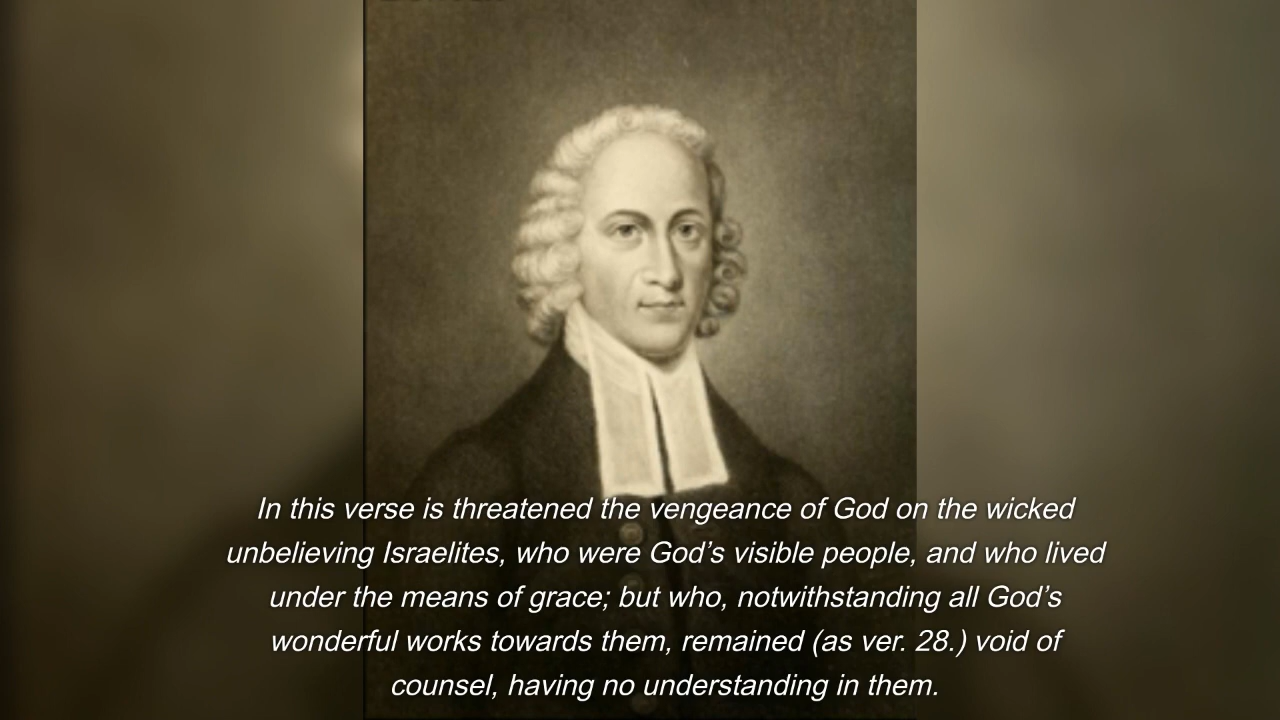 In this verse is threatened the vengeance of God on the wicked
unbelieving Israelites, who were God’s visible people, and who lived
under the means of grace; but who, notwithstanding all God’s
wonderful works towards them, remained (as ver. 28.) void of
counsel, having no understanding in them.